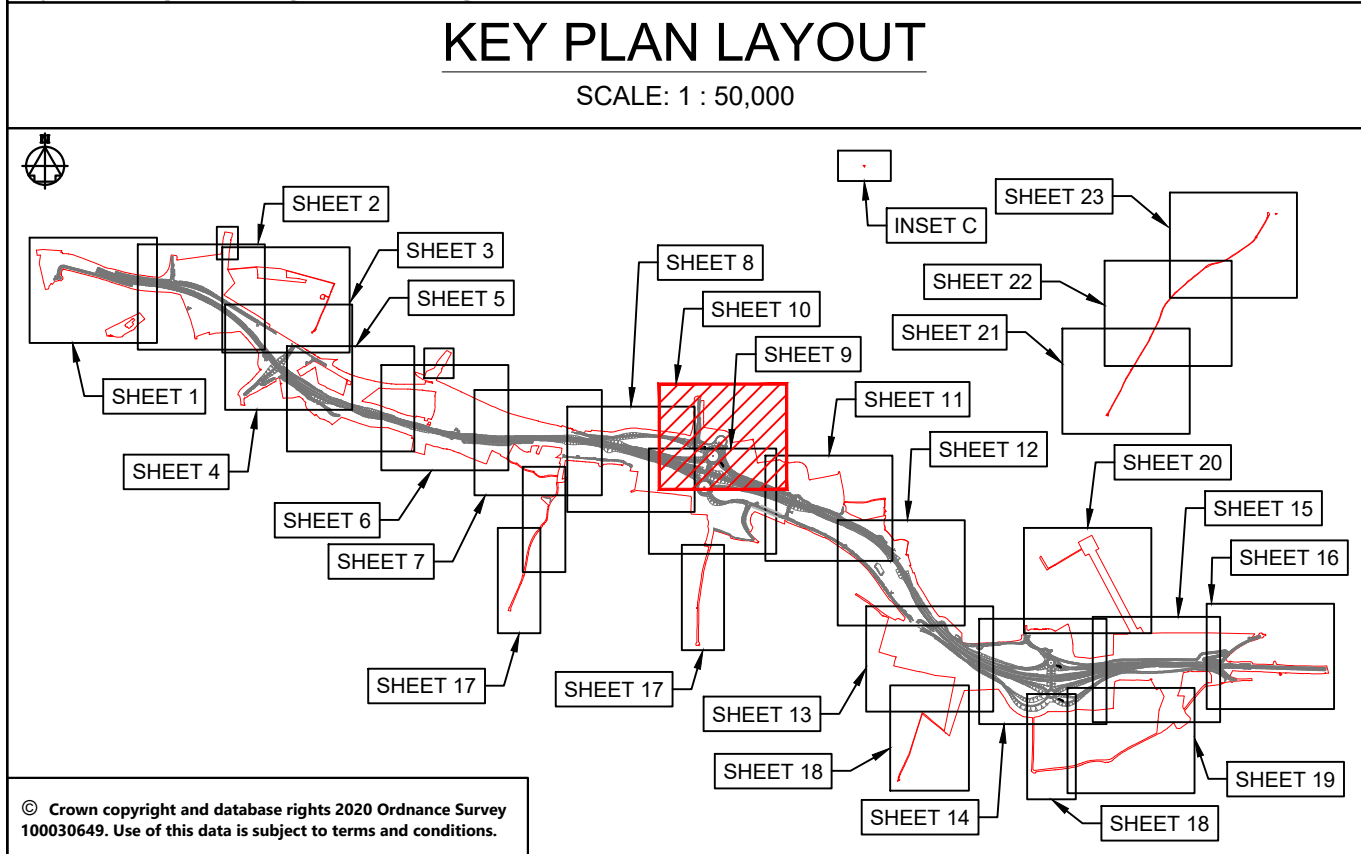 KEY PLAN LAYOUT
SCALE: 1 : 50,000
N
INSET C
SHEET 23
SHEET 2
SHEET 3
SHEET 8
SHEET 22
SHEET 5
SHEET 10
SHEET 21
SHEET 9
SHEET 1
SHEET 11
SHEET 12
SHEET 4
SHEET 20
SHEET 6
SHEET 15
SHEET 7
SHEET 16
SHEET 17
SHEET 17
SHEET 13
SHEET 18
SHEET 19
SHEET 14
SHEET 18
© Crown copyright and database rights 2020 Ordnance Survey
100030649. Use of this data is subject to terms and conditions.